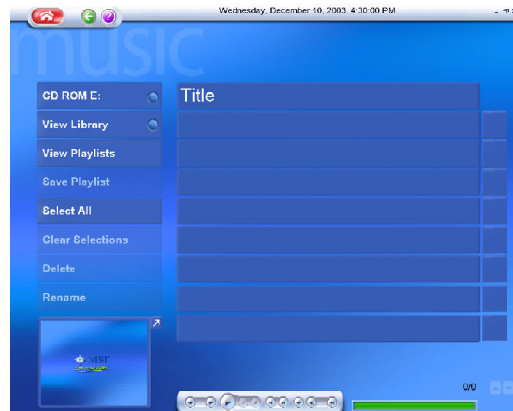 Wednesday, December 10, 2003, 4:30:00 PM
music
CD ROM E:
Title
View Library
View Playlists
Save Playlist
Select All
Clear Selections
Delete
Rename
MSI
0/0